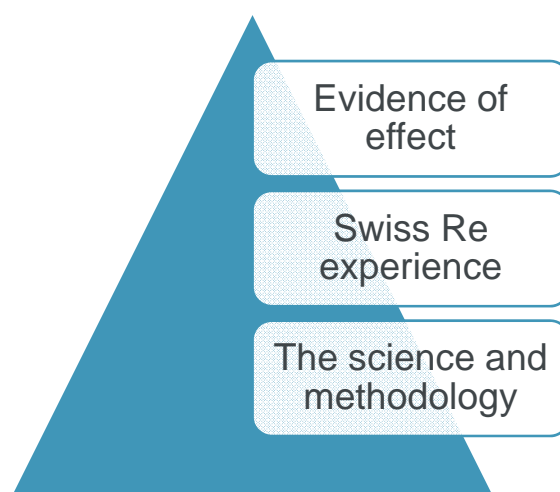 Evidence of
effect
Swiss Re
experience
The science and
methodology